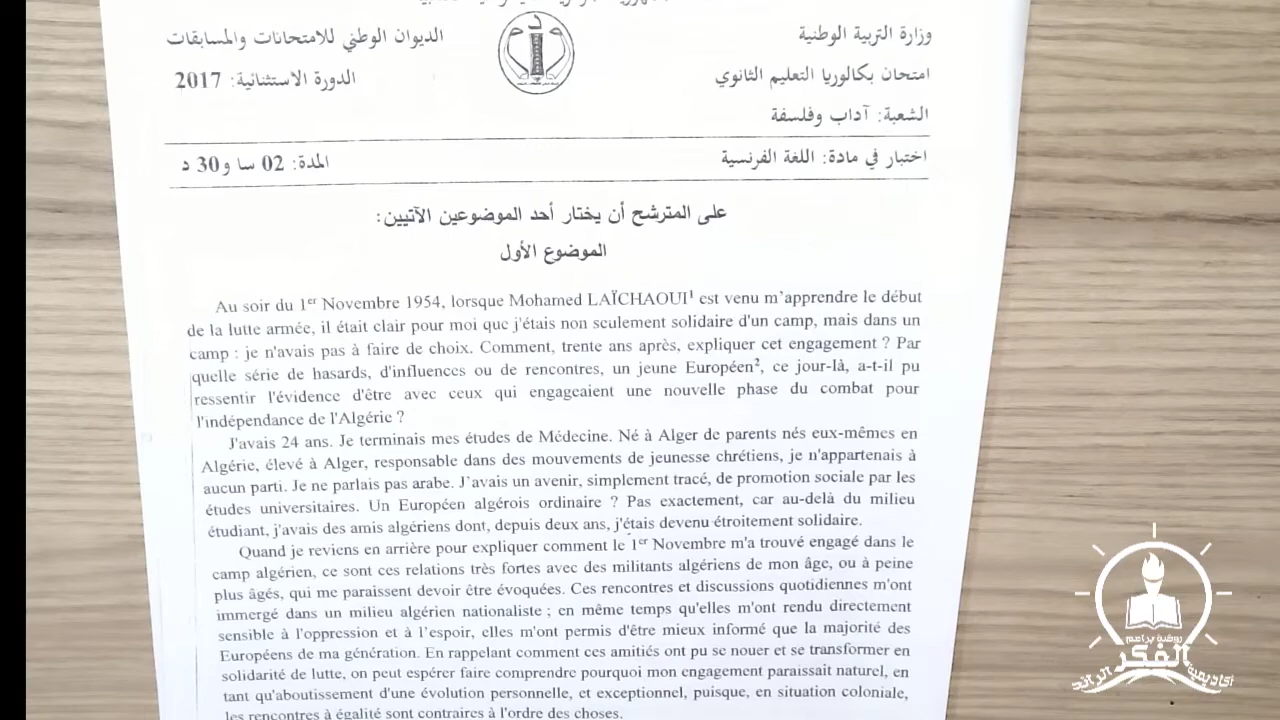 وزارة التربية الوطنية
الديوان الوطني للامتحانات والمسابقات
امتحان بكالوريا التعليم الثانوي
الدورة الاستثنائية: 2017
الشعبة: آداب وفلسفة
اختبار في مادة: اللغة الفرنسية
المدة: 02 سا و30 د
على المترشح أن يختار أحد الموضوعين الآتيين:
الموضوع الأول
Au soir du 1er Novembre 1954, lorsque Mohamed LAÏCHAOUI¹ est venu m'apprendre le début
de la lutte armée, il était clair pour moi que j'étais non seulement solidaire d'un camp, mais dans un
camp : je n'avais pas à faire de choix. Comment, trente ans après, expliquer cet engagement ? Par
quelle série de hasards, d'influences ou de rencontres, un jeune Européen², ce jour-là, a-t-il pu
ressentir l'évidence d'être avec ceux qui engageaient une nouvelle phase du combat pour
l'indépendance de l'Algérie ?
J'avais 24 ans. Je terminais mes études de Médecine. Né à Alger de parents nés eux-mêmes en
Algérie, élevé à Alger, responsable dans des mouvements de jeunesse chrétiens, je n'appartenais à
aucun parti. Je ne parlais pas arabe. J'avais un avenir, simplement tracé, de promotion sociale par les
études universitaires. Un Européen algérois ordinaire ? Pas exactement, car au-delà du milieu
étudiant, j'avais des amis algériens dont, depuis deux ans, j'étais devenu étroitement solidaire.
Quand je reviens en arrière pour expliquer comment le 1er Novembre m'a trouvé engagé dans le
camp algérien, ce sont ces relations très fortes avec des militants algériens de mon âge, ou à peine
plus âgés, qui me paraissent devoir être évoquées. Ces rencontres et discussions quotidiennes m'ont
immergé dans un milieu algérien nationaliste ; en même temps qu'elles m'ont rendu directement
sensible à l'oppression et à l'espoir, elles m'ont permis d'être mieux informé que la majorité des
Européens de ma génération. En rappelant comment ces amitiés ont pu se nouer et se transformer en
solidarité de lutte, on peut espérer faire comprendre pourquoi mon engagement paraissait naturel, en
tant qu'aboutissement d'une évolution personnelle, et exceptionnel, puisque, en situation coloniale,
les rencontres à égalité sont contraires à l'ordre des choses.
روضة براعم
الفكر
أكاديمية
الرائد